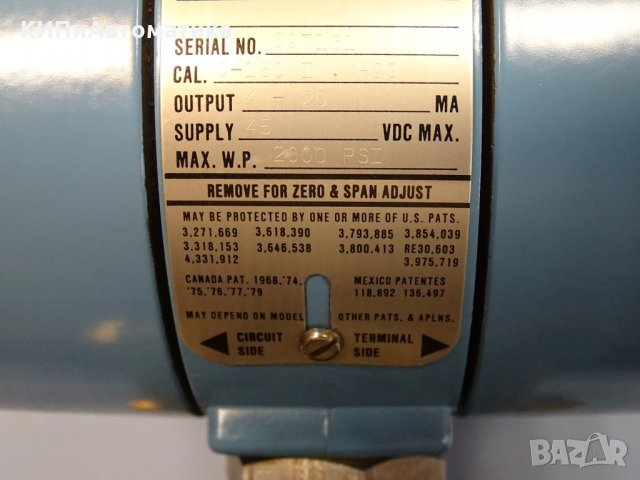 КИПиАвтоматика
SERIAL NO.
CAL. 0-150 IN. H2O
OUTPUT 4 - 20 MA
SUPPLY 45 VDC MAX.
MAX. W.P. 2000 PSI
REMOVE FOR ZERO & SPAN ADJUST
MAY BE PROTECTED BY ONE OR MORE OF U.S. PATS.
3,271,669 3,618,390 3,793,885 3,854,039
3,318,153 3,646,538 3,800,413 RE30,603
4,331,912 3,975,719
CANADA PAT. 1968,'74, MEXICO PATENTES
'75,'76,'77,'79 118,892 136,497
MAY DEPEND ON MODEL OTHER PATS. & APLNS.
CIRCUIT SIDE TERMINAL SIDE
BAZAR